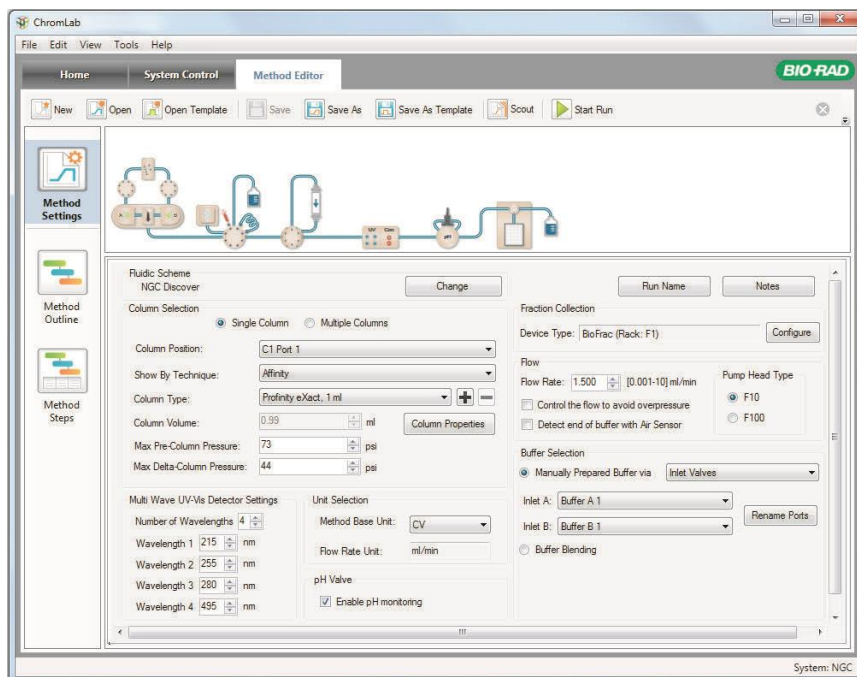 ChromLab
File Edit View Tools Help
Home System Control Method Editor
BIO-RAD
New Open Open Template Save Save As Save As Template Scout Start Run
Method
Settings
Method
Outline
Method
Steps
UV Con
pH
Fluidic Scheme
NGC Discover
Change
Run Name Notes
Column Selection
Single Column Multiple Columns
Column Position: C1 Port 1
Show By Technique: Affinity
Column Type: Profinity eXact, 1 ml
Column Volume: 0.99 ml Column Properties
Max Pre-Column Pressure: 73 psi
Max Delta-Column Pressure: 44 psi
Fraction Collection
Device Type: BioFrac (Rack: F1) Configure
Flow
Flow Rate: 1.500 [0.001-10] ml/min
Control the flow to avoid overpressure
Detect end of buffer with Air Sensor
Pump Head Type
F10
F100
Multi Wave UV-Vis Detector Settings
Number of Wavelengths 4
Wavelength 1 215 nm
Wavelength 2 255 nm
Wavelength 3 280 nm
Wavelength 4 495 nm
Unit Selection
Method Base Unit: CV
Flow Rate Unit: ml/min
pH Valve
Enable pH monitoring
Buffer Selection
Manually Prepared Buffer via Inlet Valves
Inlet A: Buffer A 1
Inlet B: Buffer B 1
Rename Ports
Buffer Blending
System: NGC